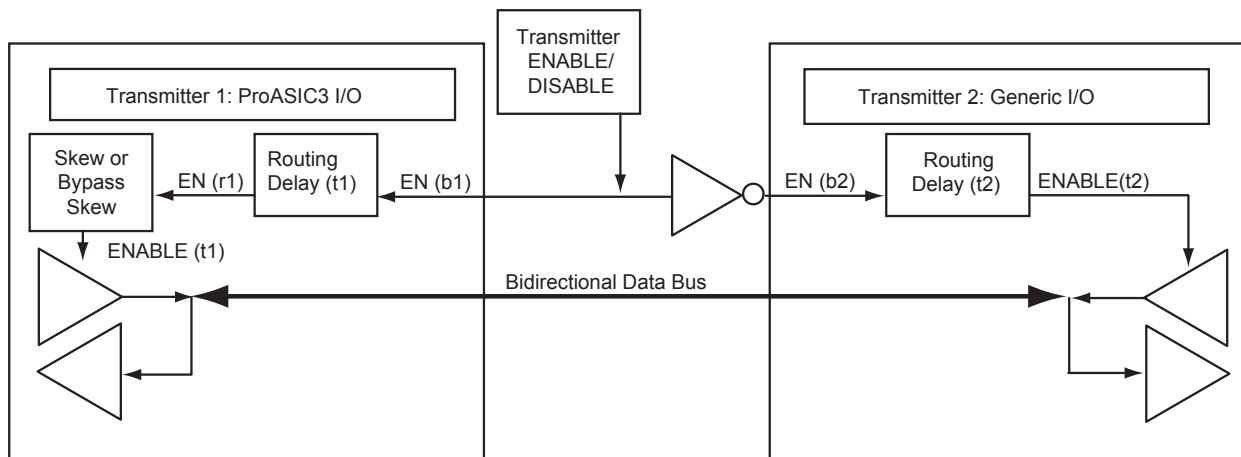 Transmitter
ENABLE/
DISABLE
Transmitter 1: ProASIC3 I/O
Transmitter 2: Generic I/O
Skew or
Bypass
Skew
EN (r1)
Routing
Delay (t1)
EN (b1)
EN (b2)
Routing
Delay (t2)
ENABLE(t2)
ENABLE (t1)
Bidirectional Data Bus